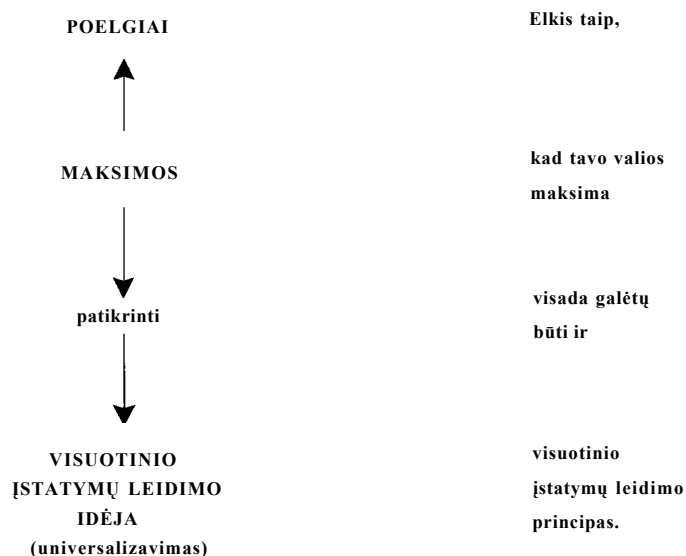 POELGIAI
Elkis taip,
MAKSIMOS
kad tavo valios
maksima
patikrinti
visada galėtų
būti ir
VISUOTINIO
ĮSTATYMŲ LEIDIMO
IDĖJA
(universalizavimas)
visuotinio
įstatymų leidimo
principas.